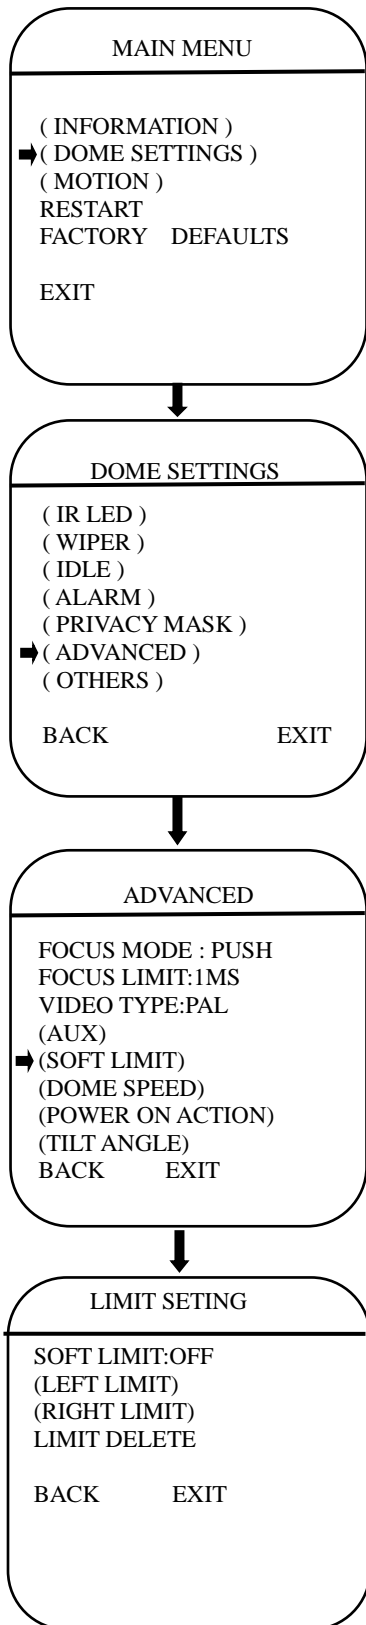 MAIN MENU
( INFORMATION )
( DOME SETTINGS )
( MOTION )
RESTART
FACTORY DEFAULTS
EXIT
DOME SETTINGS
( IR LED )
( WIPER )
( IDLE )
( ALARM )
( PRIVACY MASK )
( ADVANCED )
( OTHERS )
BACK EXIT
ADVANCED
FOCUS MODE : PUSH
FOCUS LIMIT:1MS
VIDEO TYPE:PAL
(AUX)
(SOFT LIMIT)
(DOME SPEED)
(POWER ON ACTION)
(TILT ANGLE)
BACK EXIT
LIMIT SETING
SOFT LIMIT:OFF
(LEFT LIMIT)
(RIGHT LIMIT)
LIMIT DELETE
BACK EXIT